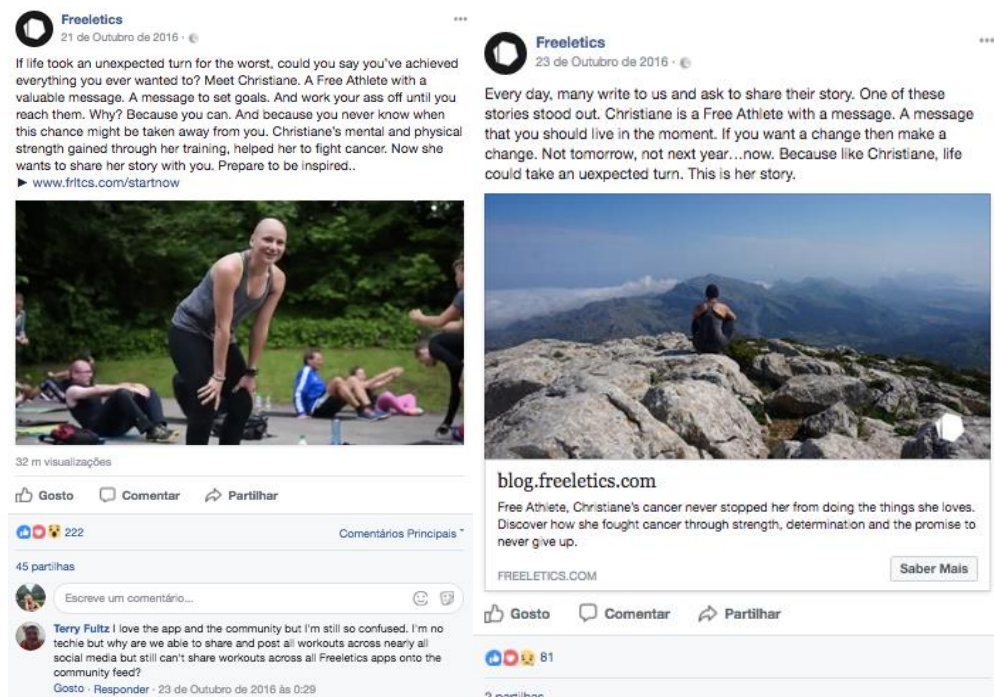 Freeletics
21 de Outubro de 2016 ·
If life took an unexpected turn for the worst, could you say you've achieved
everything you ever wanted to? Meet Christiane. A Free Athlete with a
valuable message. A message to set goals. And work your ass off until you
reach them. Why? Because you can. And because you never know when
this chance might be taken away from you. Christiane's mental and physical
strength gained through her training, helped her to fight cancer. Now she
wants to share her story with you. Prepare to be inspired..
► www.frltcs.com/startnow
32 m visualizações
Gosto Comentar Partilhar
222 Comentários Principais
45 partilhas
Escreve um comentário...
Terry Fultz I love the app and the community but I'm still so confused. I'm no
techie but why are we able to share and post all workouts across nearly all
social media but still can't share workouts across all Freeletics apps onto the
community feed?
Gosto · Responder · 23 de Outubro de 2016 às 0:29
Freeletics
23 de Outubro de 2016 ·
Every day, many write to us and ask to share their story. One of these
stories stood out. Christiane is a Free Athlete with a message. A message
that you should live in the moment. If you want a change then make a
change. Not tomorrow, not next year...now. Because like Christiane, life
could take an uexpected turn. This is her story.
blog.freeletics.com
Free Athlete, Christiane's cancer never stopped her from doing the things she loves.
Discover how she fought cancer through strength, determination and the promise to
never give up.
FREELETICS.COM
Saber Mais
Gosto Comentar Partilhar
81
2 partilhas